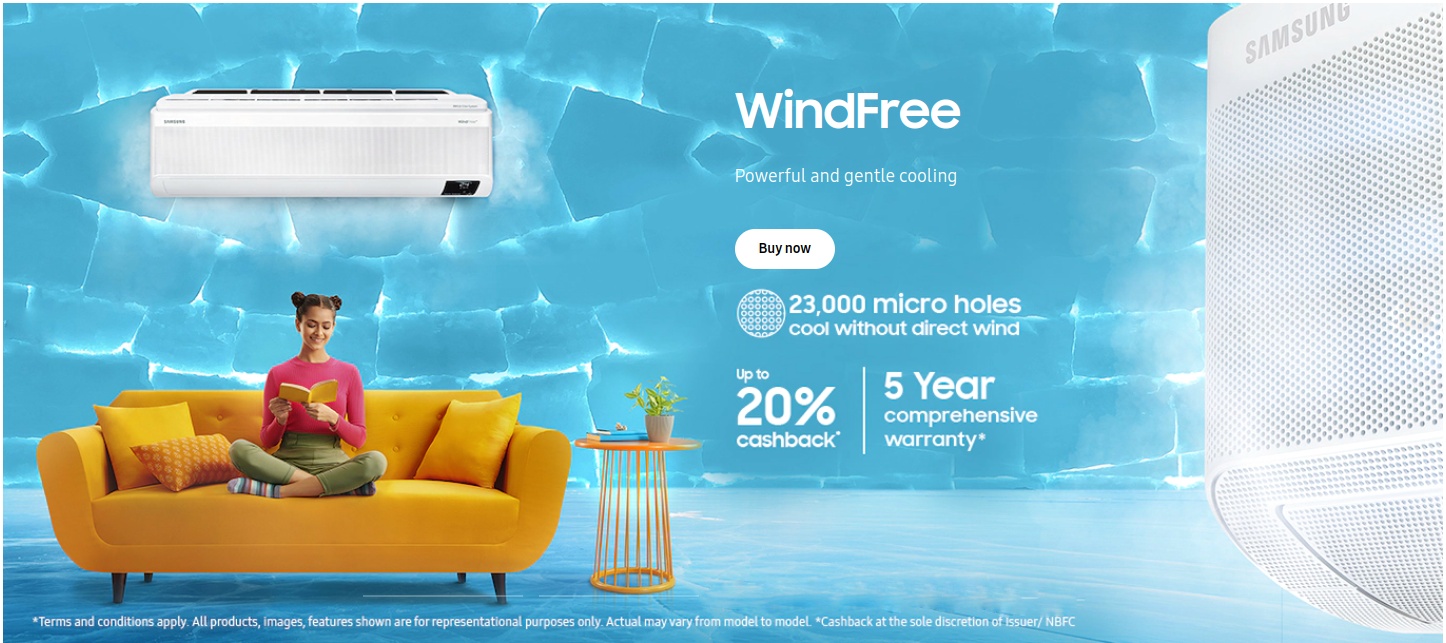 SAMSUNG
SAMSUNG
WindFree
Powerful and gentle cooling
Buy now
23,000 micro holes
cool without direct wind
Up to
20%
cashback*
5 Year
comprehensive
warranty*
*Terms and conditions apply. All products, images, features shown are for representational purposes only. Actual may vary from model to model. *Cashback at the sole discretion of Issuer/ NBFC